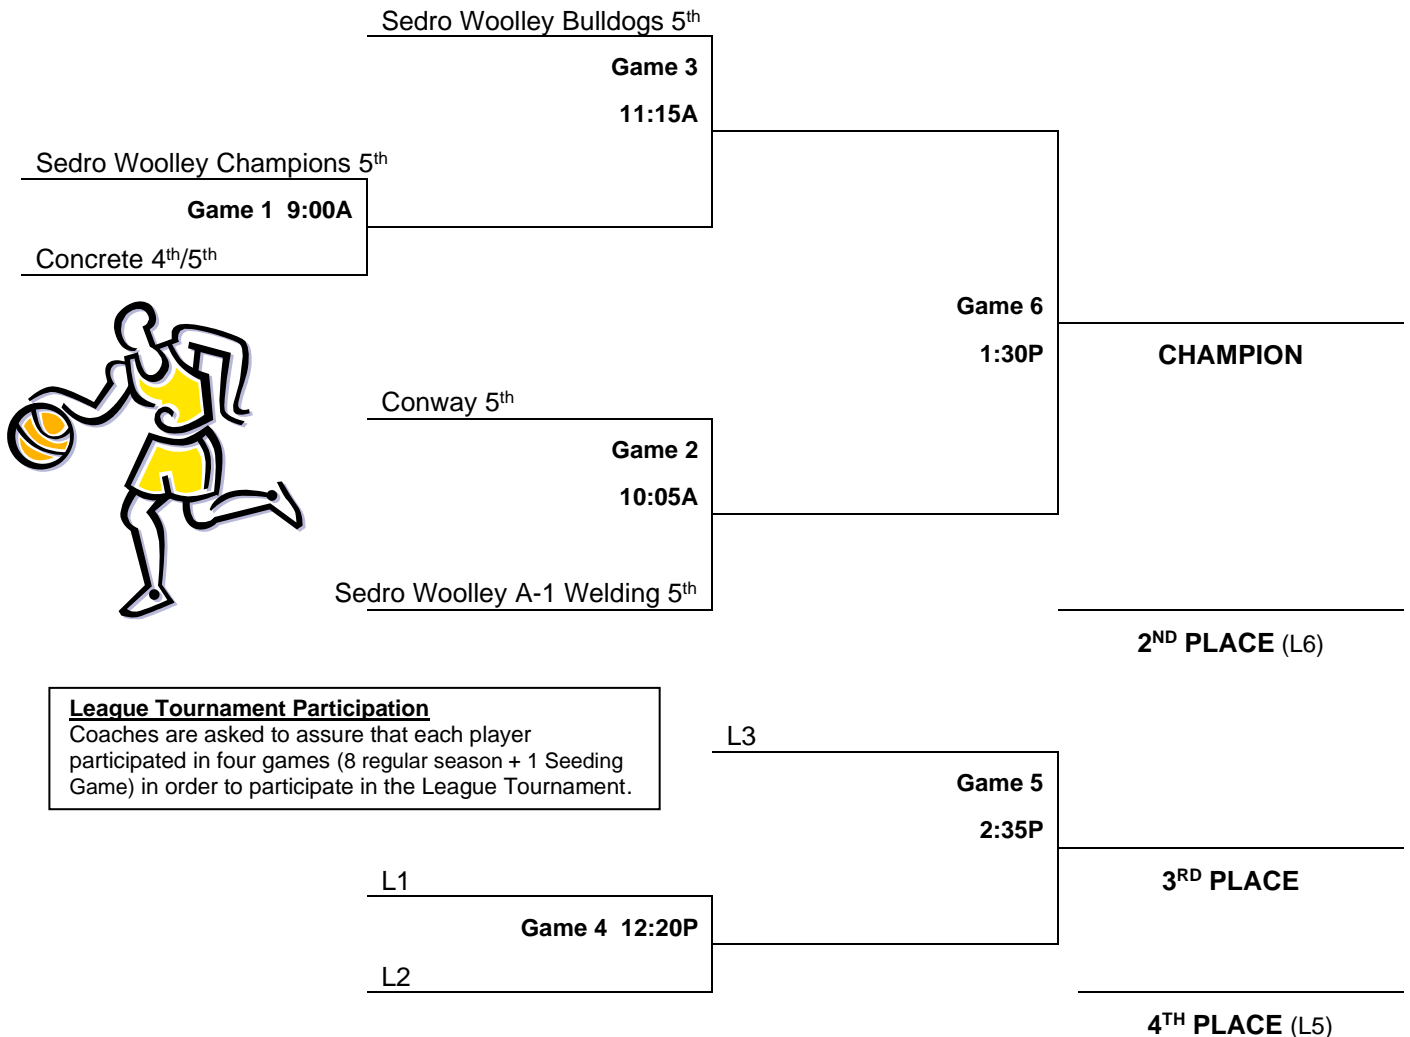 Sedro Woolley Bulldogs 5th
Game 3
11:15A
Sedro Woolley Champions 5th
Game 1 9:00A
Concrete 4th/5th
Game 6
1:30P
CHAMPION
Conway 5th
Game 2
10:05A
Sedro Woolley A-1 Welding 5th
2ND PLACE (L6)
League Tournament Participation
Coaches are asked to assure that each player
participated in four games (8 regular season + 1 Seeding
Game) in order to participate in the League Tournament.
L3
Game 5
2:35P
L1
3RD PLACE
Game 4 12:20P
L2
4TH PLACE (L5)